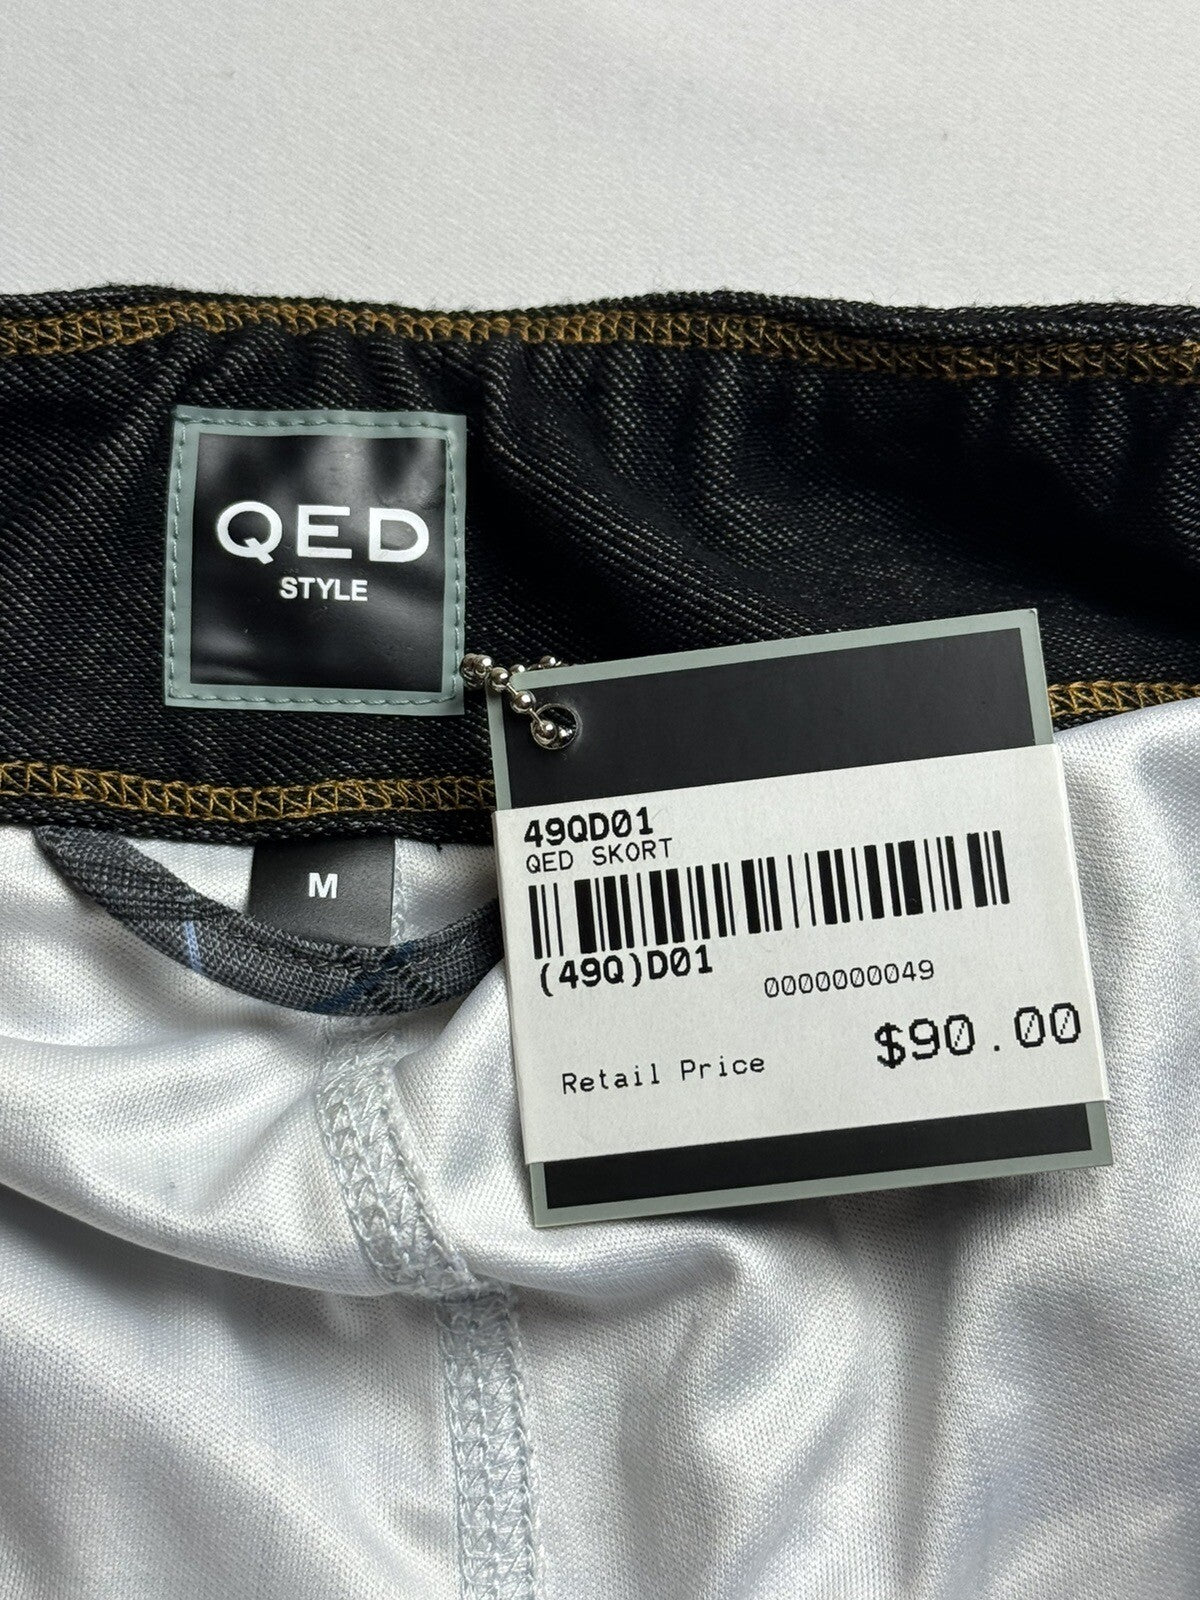 QED
STYLE
M
49QD01
QED SKORT
(49Q)D01
0000000049
$90.00
Retail Price